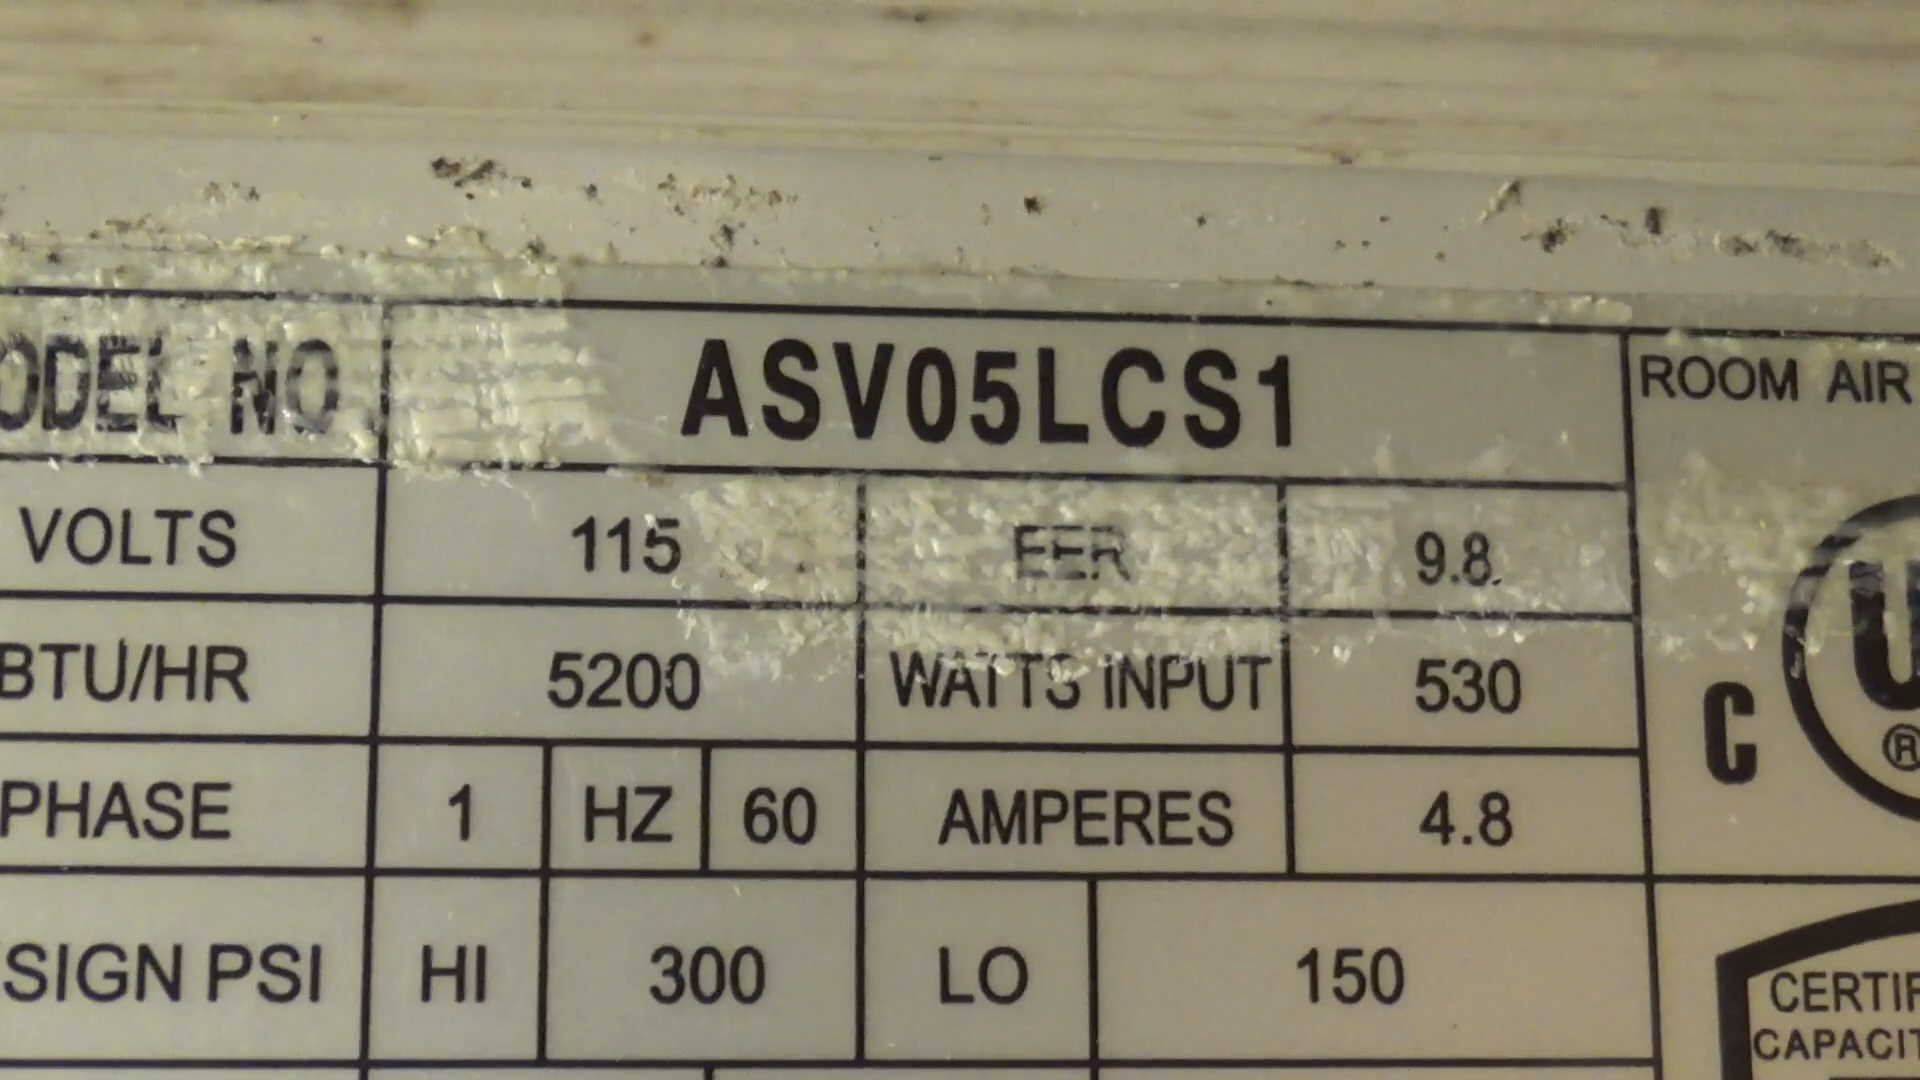 ODEL NO ASV05LCS1 ROOM AIR
VOLTS 115 EER 9.8
BTU/HR 5200 WATTS INPUT 530
C U ®
PHASE 1 HZ 60 AMPERES 4.8
SIGN PSI HI 300 LO 150
CERTIF
CAPACIT